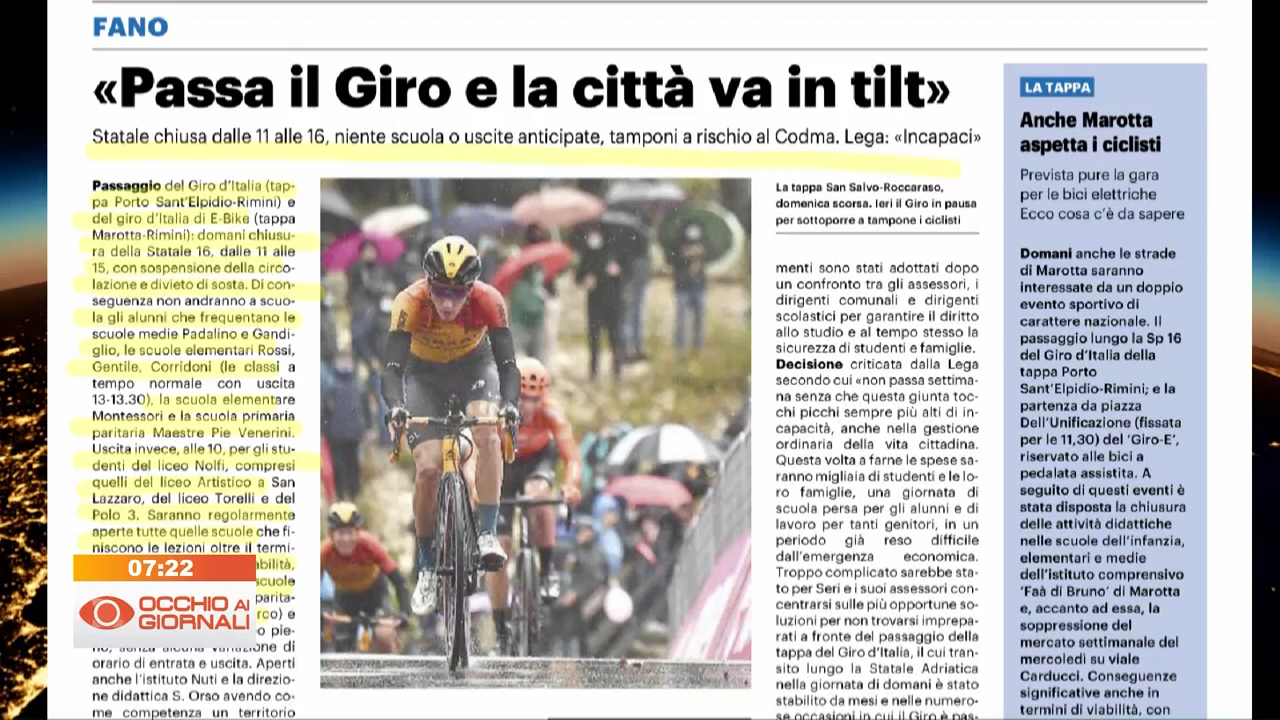 FANO
«Passa il Giro e la città va in tilt»
Statale chiusa dalle 11 alle 16, niente scuola o uscite anticipate, tamponi a rischio al Codma. Lega: «Incapaci»
Passaggio del Giro d'Italia (tap-
pa Porto Sant'Elpidio-Rimini) e
del giro d'Italia di E-Bike (tappa
Marotta-Rimini): domani chiusu-
ra della Statale 16, dalle 11 alle
15, con sospensione della circo-
lazione e divieto di sosta. Di con-
seguenza non andranno a scuo-
la gli alunni che frequentano le
scuole medie Padalino e Gandi-
glio, le scuole elementari Rossi,
Gentile, Corridoni (le classi a
tempo normale con uscita
13-13.30), la scuola elementare
Montessori e la scuola primaria
paritaria Maestre Pie Venerini.
Uscita invece, alle 10, per gli stu-
denti del liceo Nolfi, compresi
quelli del liceo Artistico a San
Lazzaro, del liceo Torelli e del
Polo 3. Saranno regolarmente
aperte tutte quelle scuole che fi-
niscono le lezioni oltre il termi-
abilità,
scuole
parita-
rco) e
o pie-
no, senza alcuna variazione di
orario di entrata e uscita. Aperti
anche l'istituto Nuti e la direzio-
ne didattica S. Orso avendo co-
me competenza un territorio
07:22
OCCHIO AI
GIORNALI
La tappa San Salvo-Roccaraso,
domenica scorsa. Ieri il Giro in pausa
per sottoporre a tampone i ciclisti
menti sono stati adottati dopo
un confronto tra gli assessori, i
dirigenti comunali e dirigenti
scolastici per garantire il diritto
allo studio e al tempo stesso la
sicurezza di studenti e famiglie.
Decisione criticata dalla Lega
secondo cui «non passa settima-
na senza che questa giunta toc-
chi picchi sempre più alti di in-
capacità, anche nella gestione
ordinaria della vita cittadina.
Questa volta a farne le spese sa-
ranno migliaia di studenti e le lo-
ro famiglie, una giornata di
scuola persa per gli alunni e di
lavoro per tanti genitori, in un
periodo già reso difficile
dall'emergenza economica.
Troppo complicato sarebbe sta-
to per Seri e i suoi assessori con-
centrarsi sulle più opportune so-
luzioni per non trovarsi imprepa-
rati a fronte del passaggio della
tappa del Giro d'Italia, il cui tran-
sito lungo la Statale Adriatica
nella giornata di domani è stato
stabilito da mesi e nelle numero-
se occasioni in cui il Giro è pas-
LA TAPPA
Anche Marotta
aspetta i ciclisti
Prevista pure la gara
per le bici elettriche
Ecco cosa c'è da sapere
Domani anche le strade
di Marotta saranno
interessate da un doppio
evento sportivo di
carattere nazionale. Il
passaggio lungo la Sp 16
del Giro d'Italia della
tappa Porto
Sant'Elpidio-Rimini; e la
partenza da piazza
Dell'Unificazione (fissata
per le 11,30) del 'Giro-E',
riservato alle bici a
pedalata assistita. A
seguito di questi eventi è
stata disposta la chiusura
delle attività didattiche
nelle scuole dell'infanzia,
elementari e medie
dell'istituto comprensivo
'Faà di Bruno' di Marotta
e, accanto ad essa, la
soppressione del
mercato settimanale del
mercoledì su viale
Carducci. Conseguenze
significative anche in
termini di viabilità, con